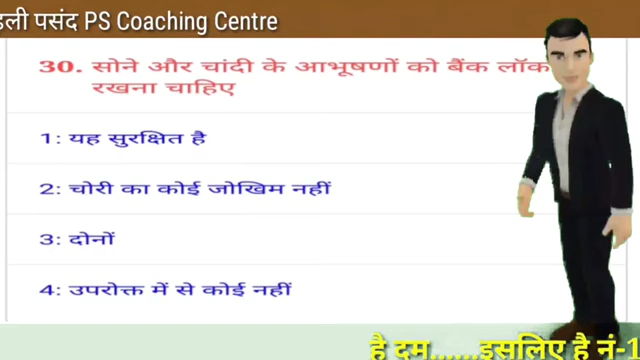 पसंद PS Coaching Centre
30. सोने और चांदी के आभूषणों को बैंक लॉक
रखना चाहिए
1: यह सुरक्षित है
2: चोरी का कोई जोखिम नहीं
3: दोनों
4: उपरोक्त में से कोई नहीं
है दम......इसलिए है नं-1